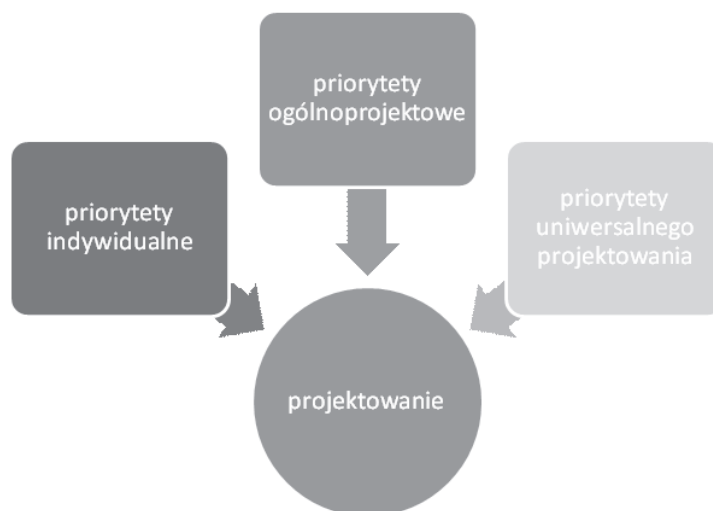 priorytety
ogólnoprojektowe
priorytety
indywidualne
priorytety
uniwersalnego
projektowania
projektowanie